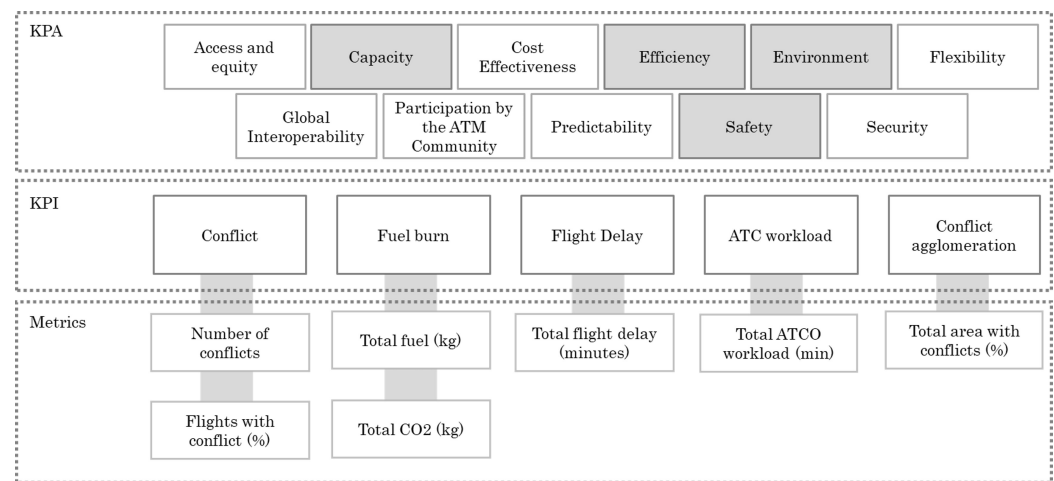 KPA
Access and
equity
Capacity
Cost
Effectiveness
Efficiency
Environment
Flexibility
Global
Interoperability
Participation by
the ATM
Community
Predictability
Safety
Security
KPI
Conflict
Fuel burn
Flight Delay
ATC workload
Conflict
agglomeration
Metrics
Number of
conflicts
Total fuel (kg)
Total flight delay
(minutes)
Total ATCO
workload (min)
Total area with
conflicts (%)
Flights with
conflict (%)
Total CO2 (kg)